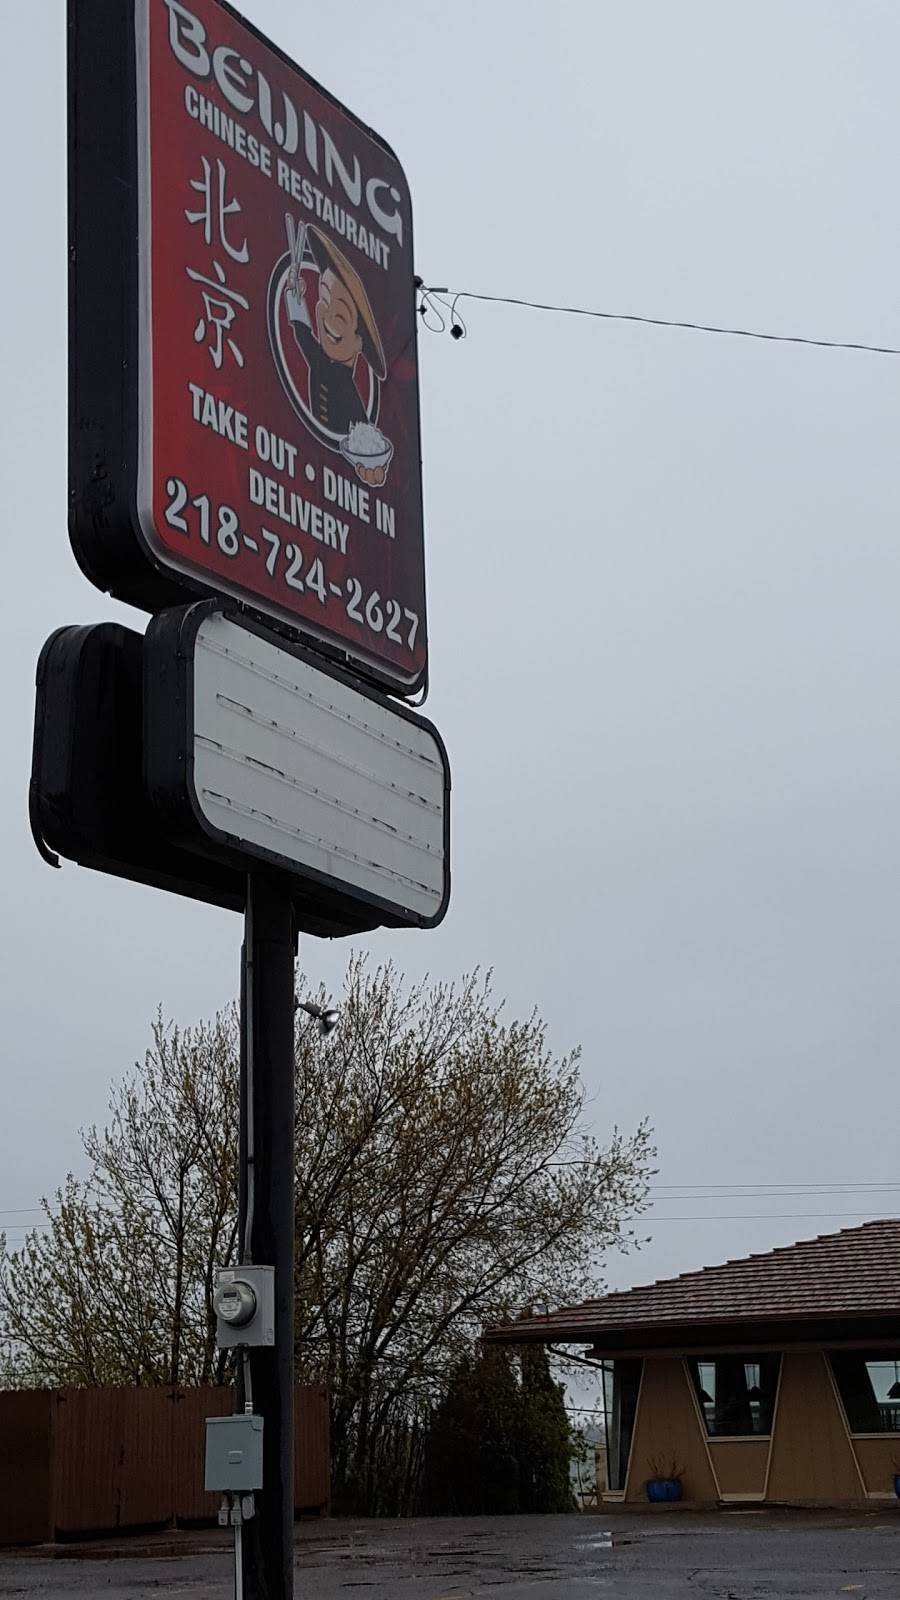 BEIJING
CHINESE RESTAURANT
北京
TAKE OUT • DINE IN
DELIVERY
218-724-2627